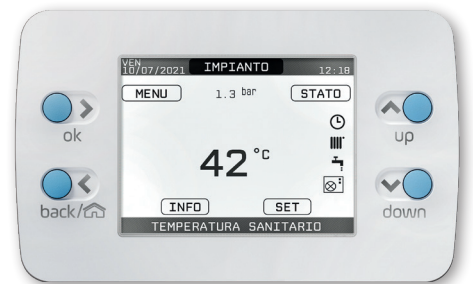 VEN
10/07/2021 IMPIANTO 12:18
MENU 1.3 bar STATO
ok
up
42 °C
back/
down
INFO SET
TEMPERATURA SANITARIO